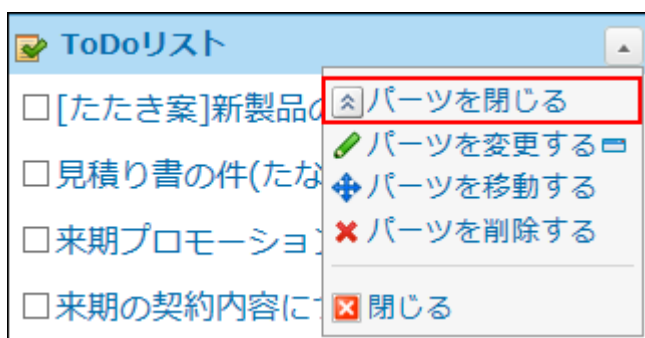 ToDoリスト
[たたき案]新製品の
パーツを閉じる
パーツを変更する
見積り書の件(たな
パーツを移動する
来期プロモーション
パーツを削除する
来期の契約内容に
閉じる